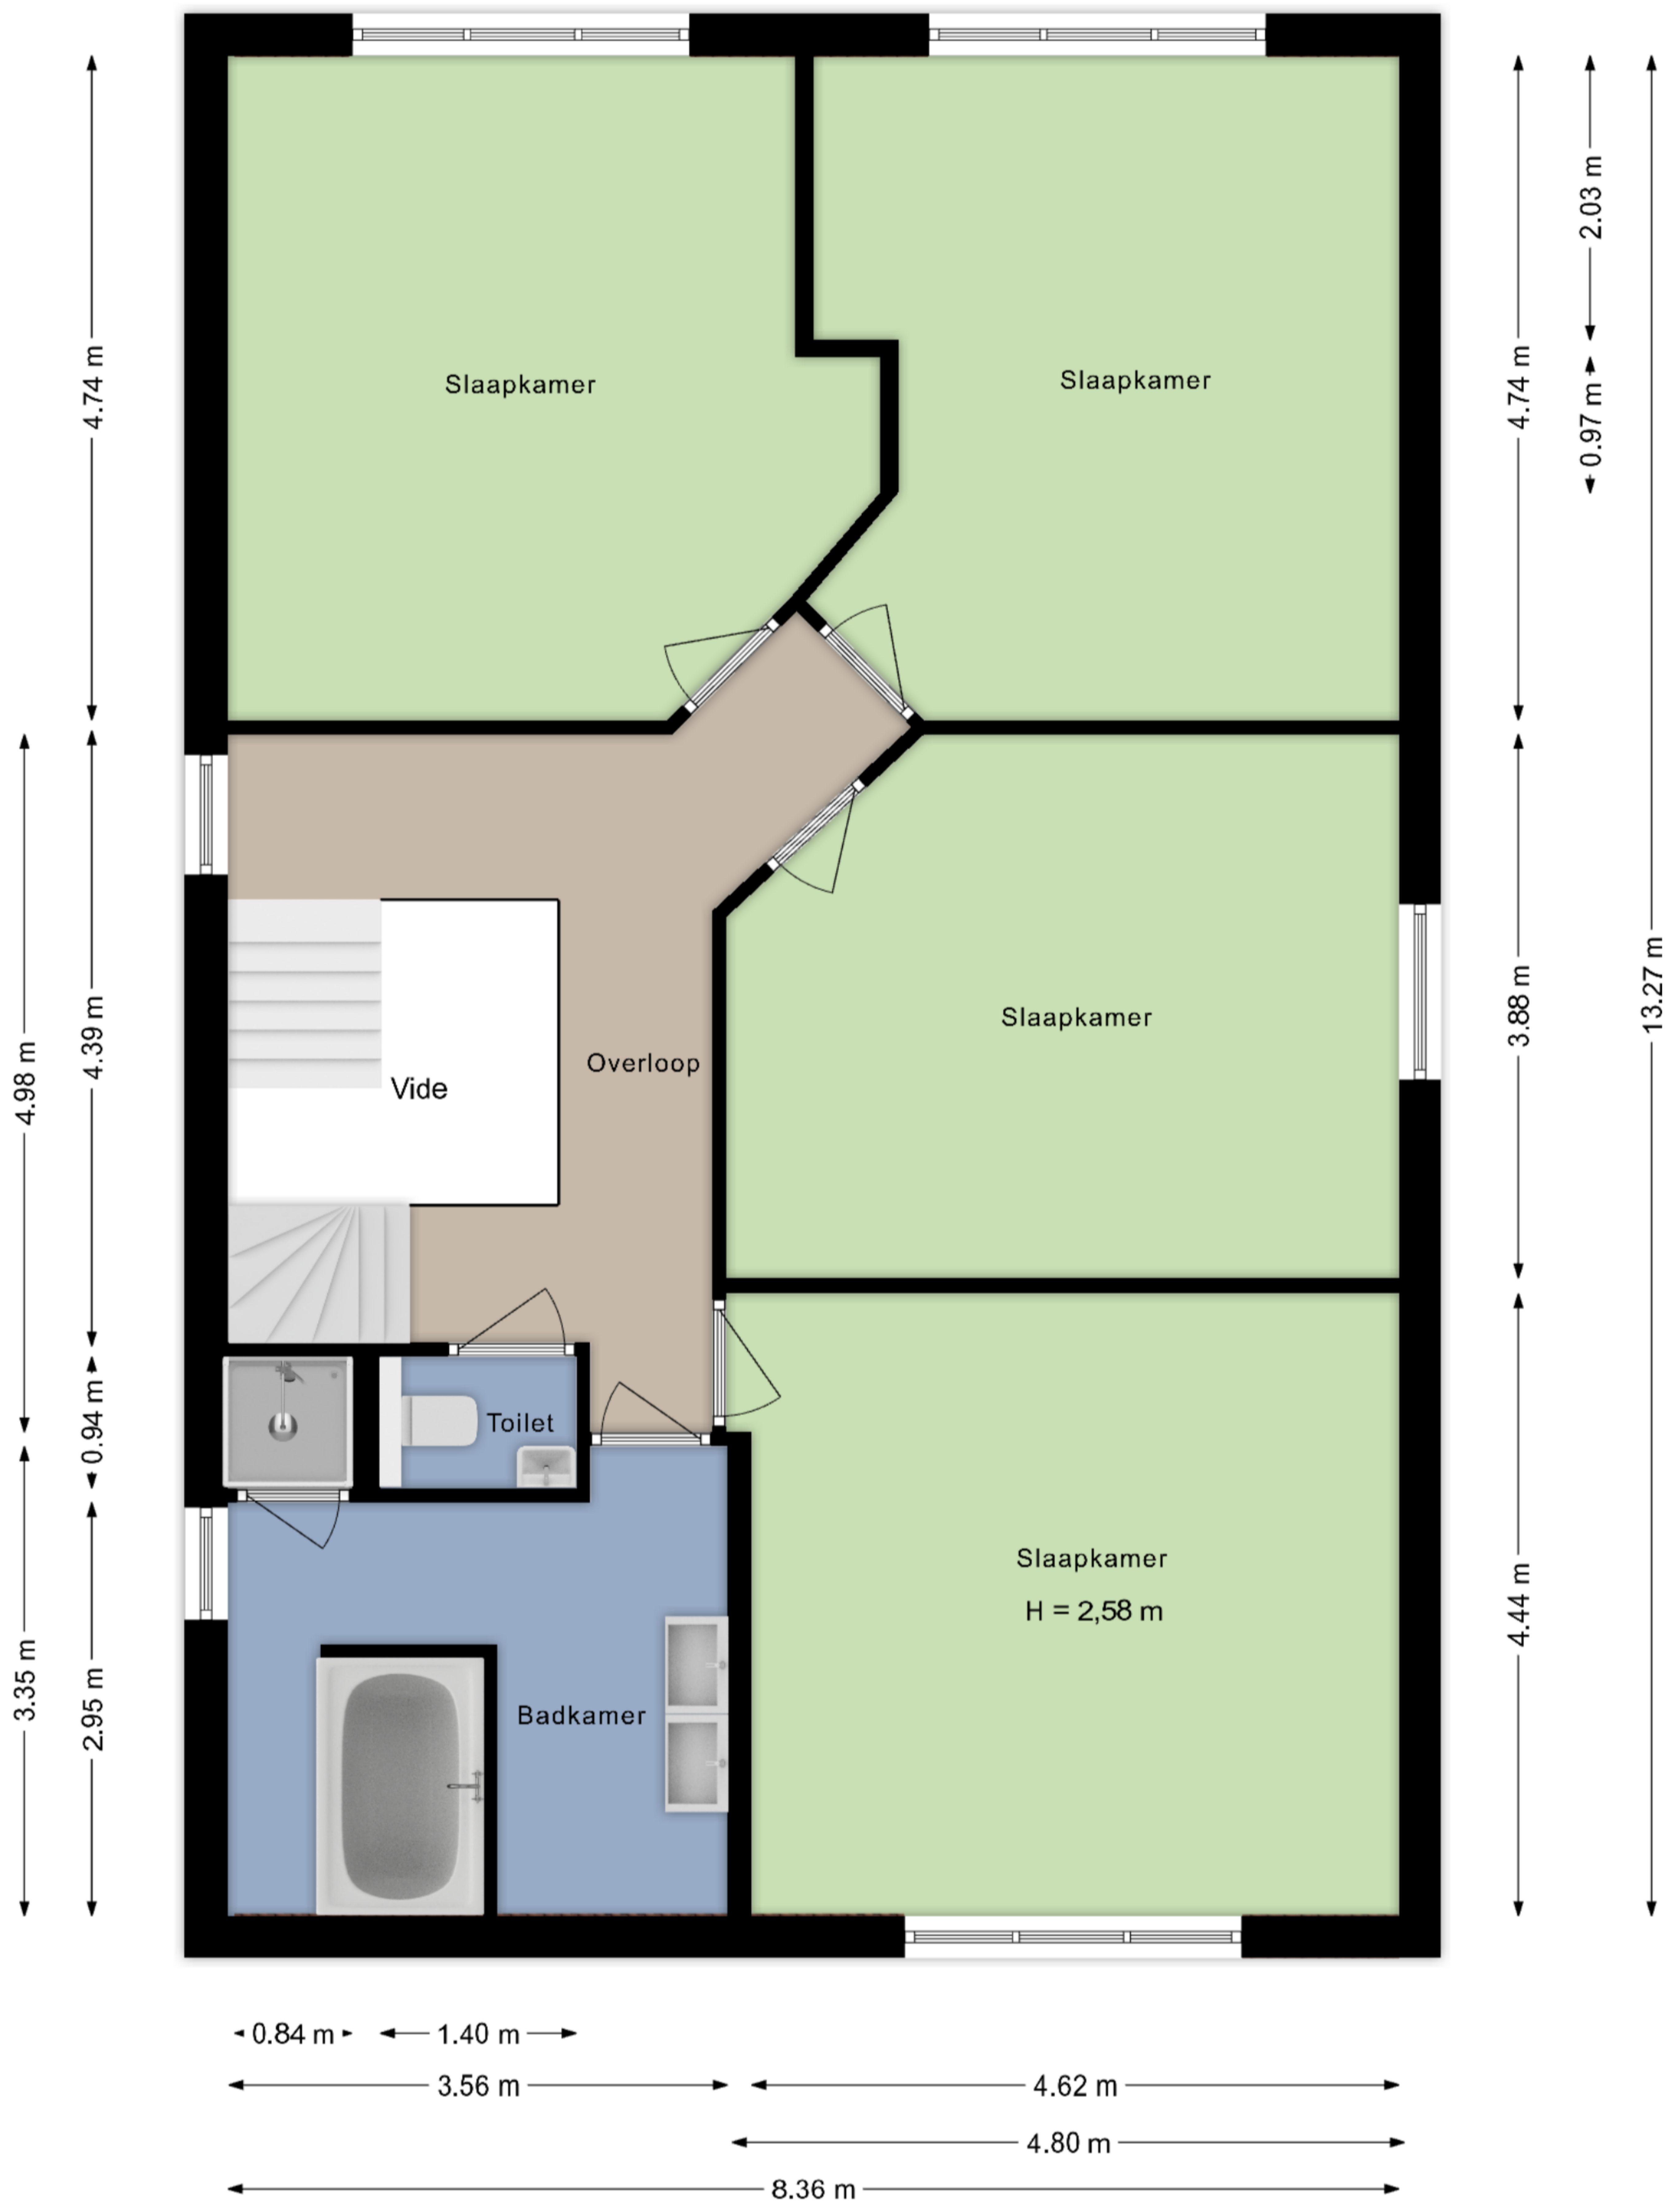 2.03 m
4.74 m
Slaapkamer
Slaapkamer
4.74 m
0.97 m
13.27 m
3.88 m
Slaapkamer
4.39 m
Overloop
4.98 m
Vide
0.94 m
Toilet
Slaapkamer
H = 2,58 m
4.44 m
3.35 m
2.95 m
Badkamer
0.84 m
1.40 m
3.56 m
4.62 m
4.80 m
8.36 m